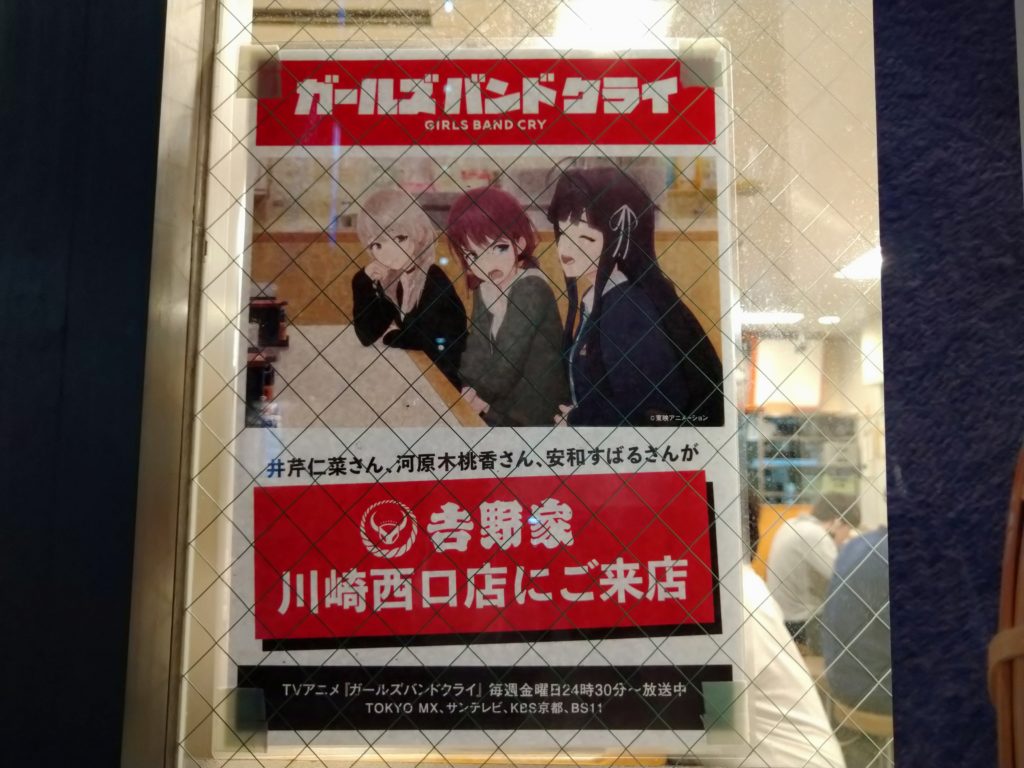 ガールズバンドクライ
GIRLS BAND CRY
©東映アニメーション
井芹仁菜さん、河原木桃香さん、安和すばるさんが
吉野家
川崎西口店にご来店
TVアニメ『ガールズバンドクライ』毎週金曜日24時30分～放送中
TOKYO MX、サンテレビ、KBS京都、BS11